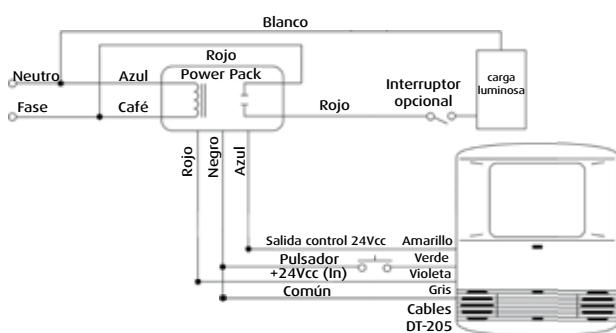 Blanco
Rojo
Neutro
Azul
Power Pack
Interruptor
opcional
carga
luminosa
Fase
Café
Rojo
Rojo
Negro
Azul
Salida control 24Vcc
Amarillo
Pulsador
Verde
+24Vcc (In)
Violeta
Común
Gris
Cables
DT-205